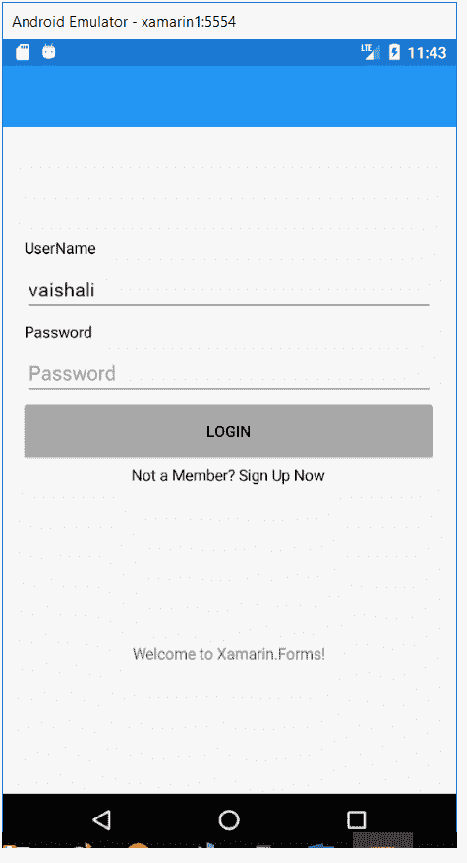 Android Emulator - xamarin1:5554
LTE 11:43
UserName
vaishali
Password
Password
LOGIN
Not a Member? Sign Up Now
Welcome to Xamarin.Forms!